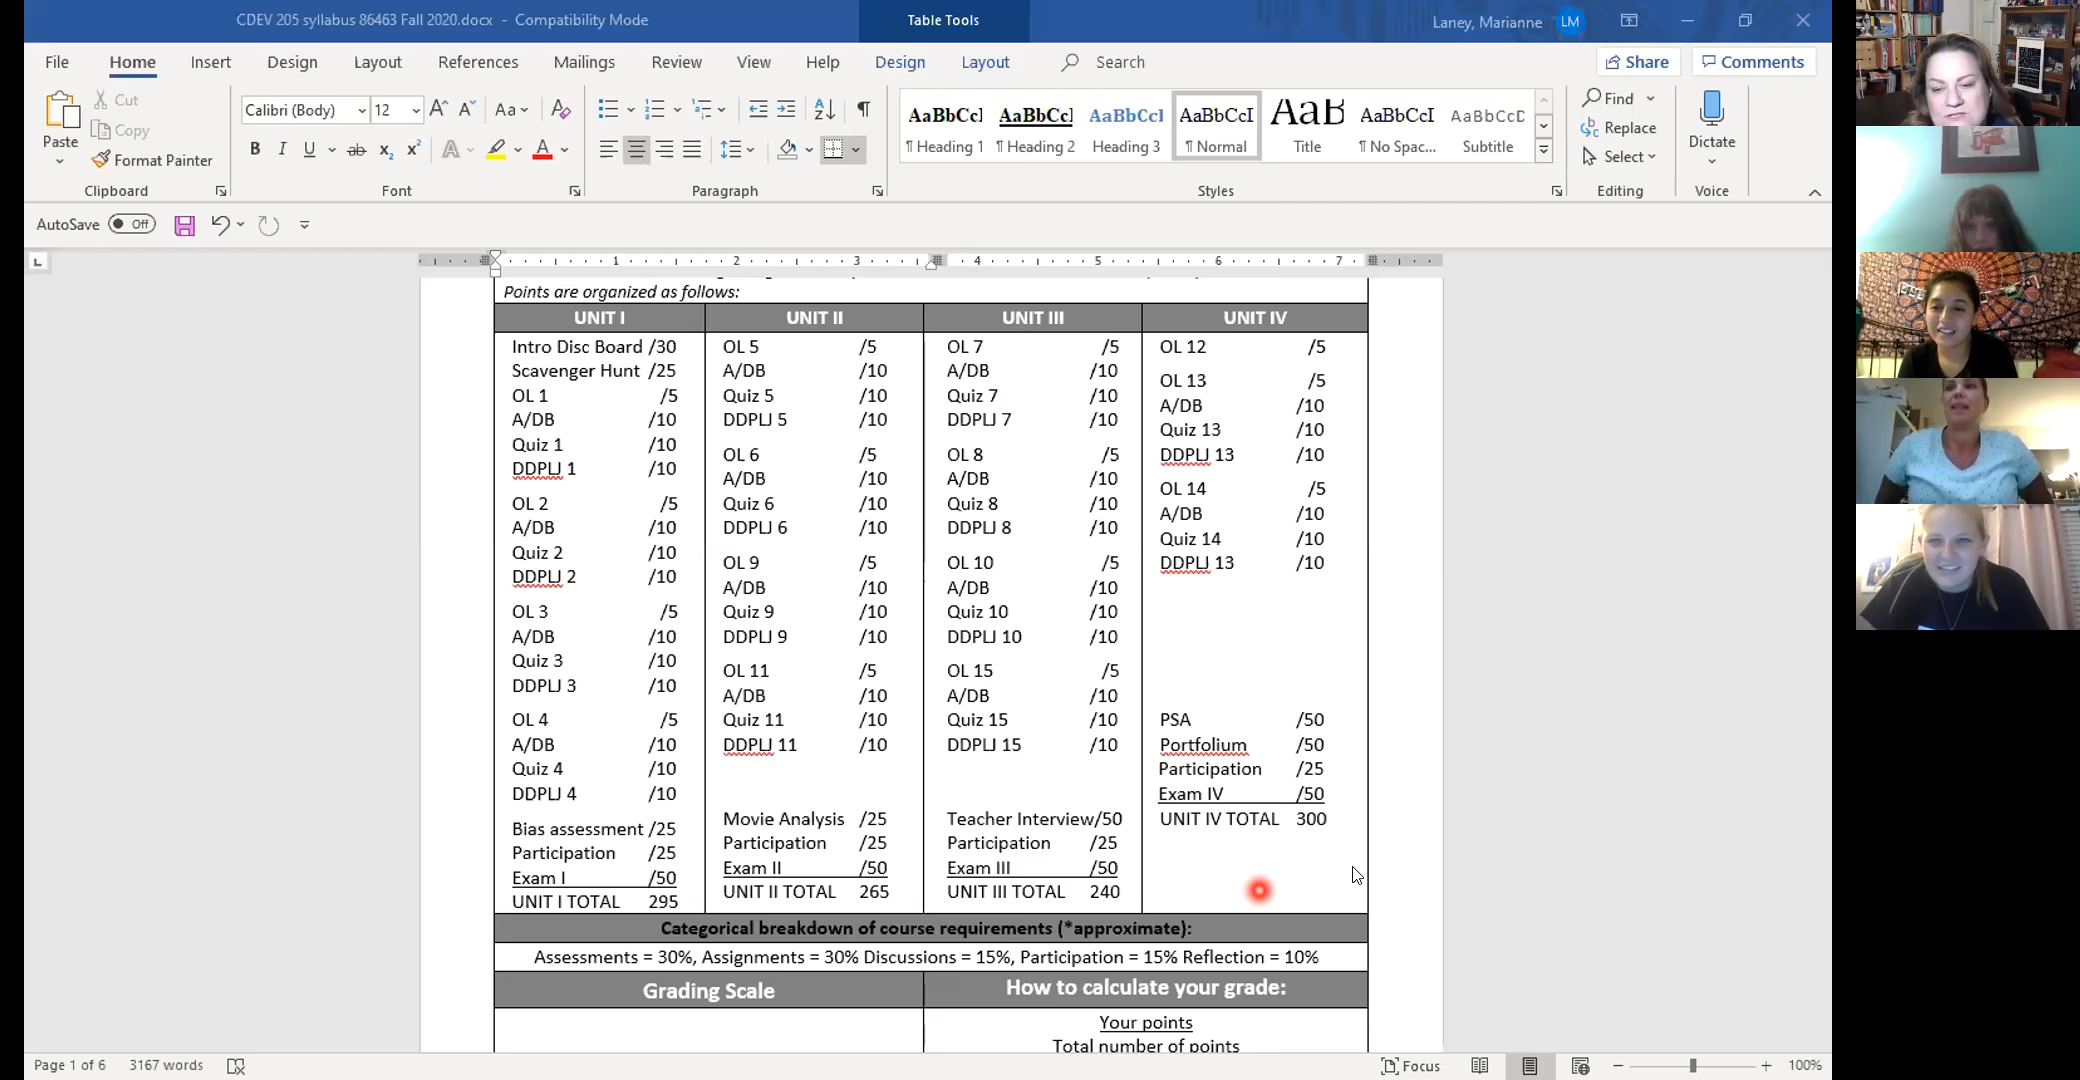 CDEV 205 syllabus 86463 Fall 2020.docx - Compatibility Mode
Table Tools
Laney, Marianne LM
File Home Insert Design Layout References Mailings Review View Help Design Layout Search Share Comments
Paste
Cut
Copy
Format Painter
Calibri (Body) 12
AaBbCcI ¶ Heading 1
AaBbCcI ¶ Heading 2
AaBbCcI Heading 3
AaBbCcI ¶ Normal
AaB Title
AaBbCcI ¶ No Spac...
AaBbCcD Subtitle
Find
Replace
Select
Dictate
Clipboard Font Paragraph Styles Editing Voice
AutoSave Off
1 2 3 4 5 6 7
Points are organized as follows:
UNIT I
Intro Disc Board /30
Scavenger Hunt /25
OL 1 /5
A/DB /10
Quiz 1 /10
DDPLJ 1 /10
OL 2 /5
A/DB /10
Quiz 2 /10
DDPLJ 2 /10
OL 3 /5
A/DB /10
Quiz 3 /10
DDPLJ 3 /10
OL 4 /5
A/DB /10
Quiz 4 /10
DDPLJ 4 /10
Bias assessment /25
Participation /25
Exam I /50
UNIT I TOTAL 295
UNIT II
OL 5 /5
A/DB /10
Quiz 5 /10
DDPLJ 5 /10
OL 6 /5
A/DB /10
Quiz 6 /10
DDPLJ 6 /10
OL 9 /5
A/DB /10
Quiz 9 /10
DDPLJ 9 /10
OL 11 /5
A/DB /10
Quiz 11 /10
DDPLJ 11 /10
Movie Analysis /25
Participation /25
Exam II /50
UNIT II TOTAL 265
UNIT III
OL 7 /5
A/DB /10
Quiz 7 /10
DDPLJ 7 /10
OL 8 /5
A/DB /10
Quiz 8 /10
DDPLJ 8 /10
OL 10 /5
A/DB /10
Quiz 10 /10
DDPLJ 10 /10
OL 15 /5
A/DB /10
Quiz 15 /10
DDPLJ 15 /10
Teacher Interview/50
Participation /25
Exam III /50
UNIT III TOTAL 240
UNIT IV
OL 12 /5
OL 13 /5
A/DB /10
Quiz 13 /10
DDPLJ 13 /10
OL 14 /5
A/DB /10
Quiz 14 /10
DDPLJ 13 /10
PSA /50
Portfolium /50
Participation /25
Exam IV /50
UNIT IV TOTAL 300
Categorical breakdown of course requirements (*approximate):
Assessments = 30%, Assignments = 30% Discussions = 15%, Participation = 15% Reflection = 10%
Grading Scale
How to calculate your grade:
Your points
Total number of points
Page 1 of 6 3167 words Focus 100%